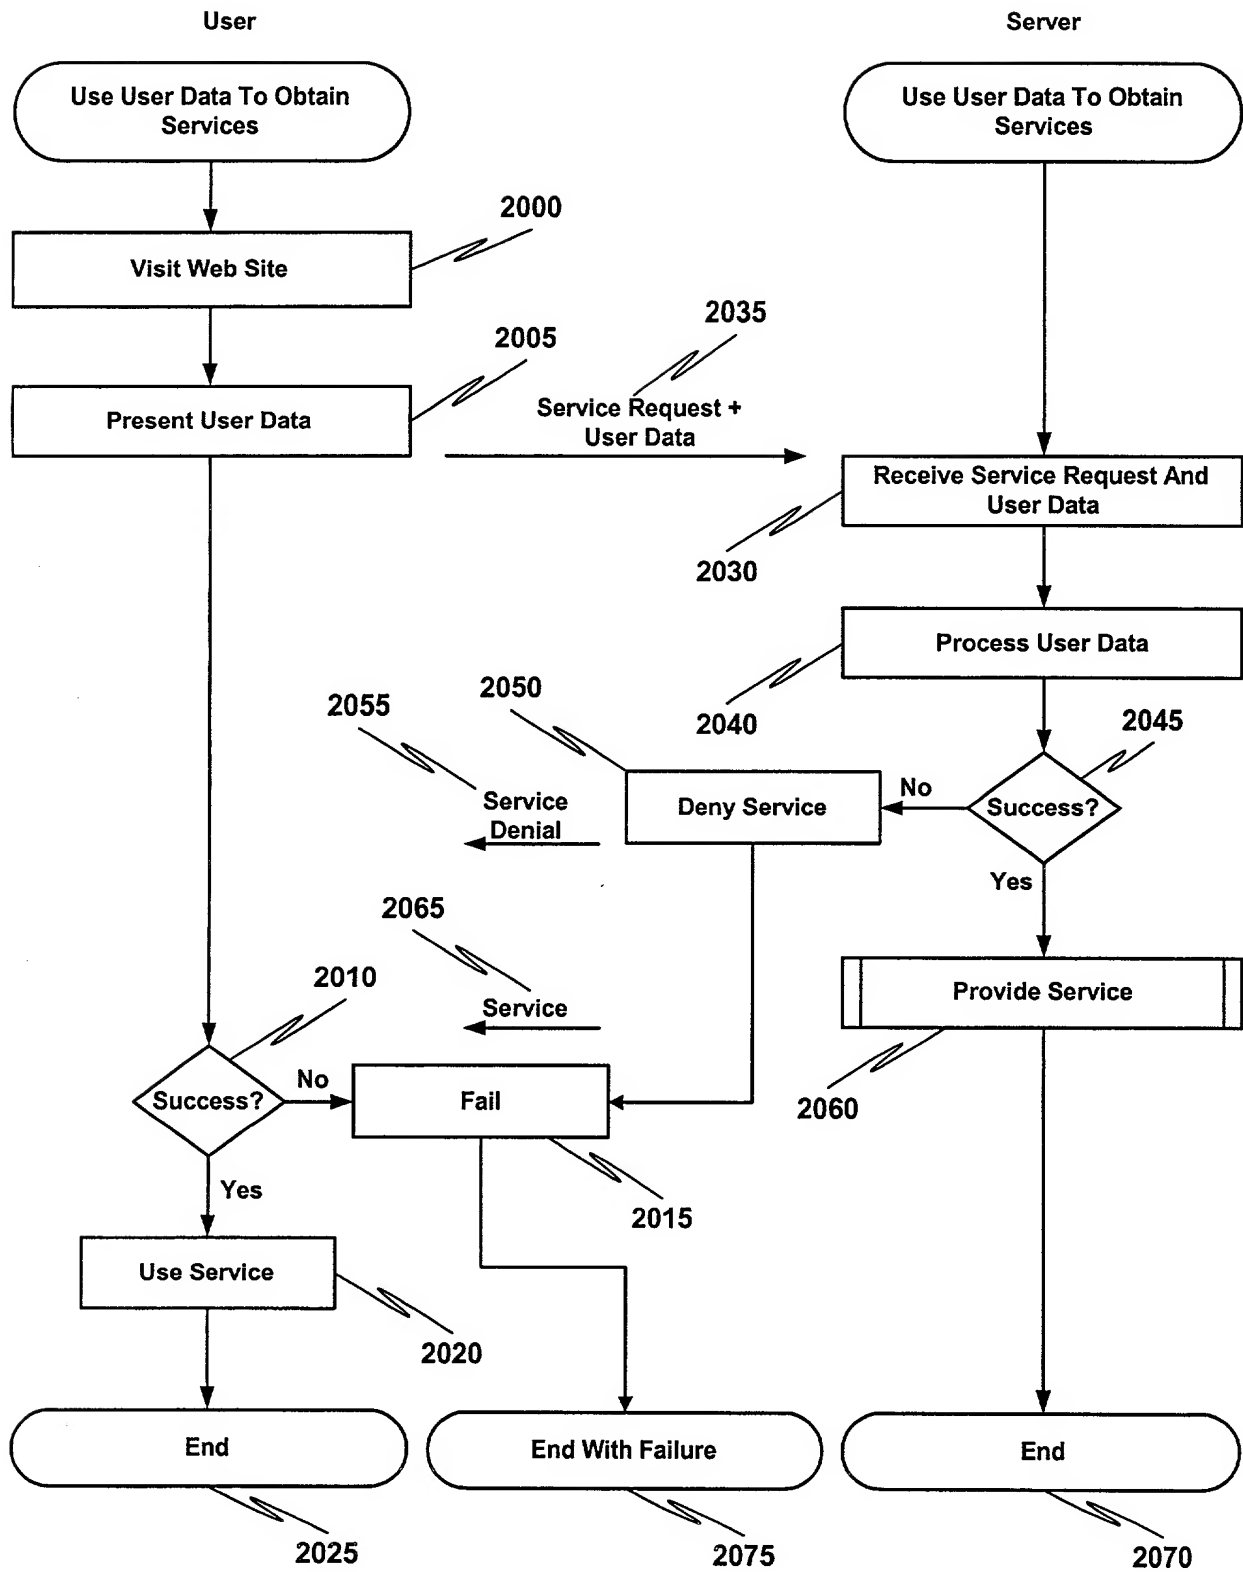 User
Server
Use User Data To Obtain
Services
Use User Data To Obtain
Services
2000
Visit Web Site
2035
2005
Service Request +
User Data
Present User Data
Receive Service Request And
User Data
2030
Process User Data
2050
2055
2040
2045
No
Service
Denial
Deny Service
Success?
Yes
2065
2010
Service
Provide Service
No
Success?
Fail
2060
Yes
2015
Use Service
2020
End
End With Failure
End
2025
2075
2070